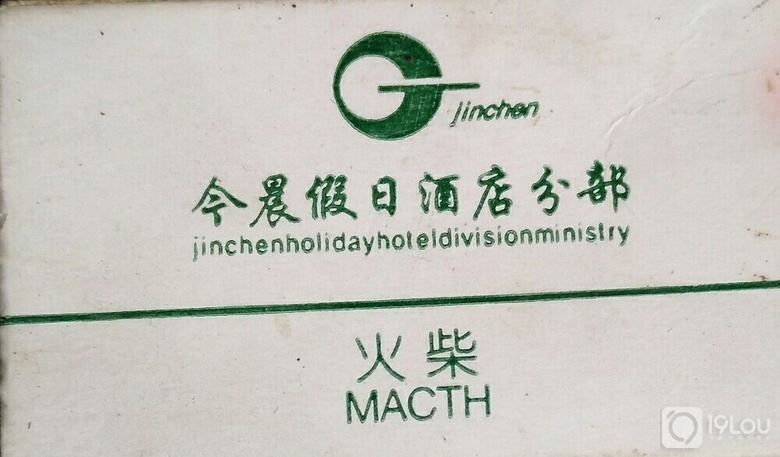 jinchen
今晨假日酒店分部
jinchenholidayhoteldivisionministry
火柴
MACTH
19Lou